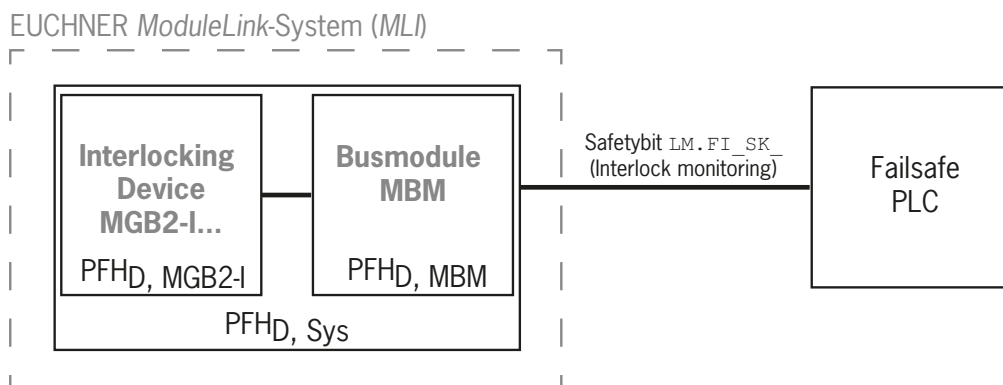 EUCHNER ModuleLink-System (MLI)
Interlocking
Device
MGB2-I...
PFHD, MGB2-I
Busmodule
MBM
PFHD, MBM
PFHD, Sys
Safetybit LM.FI_SK_
(Interlock monitoring)
Failsafe
PLC